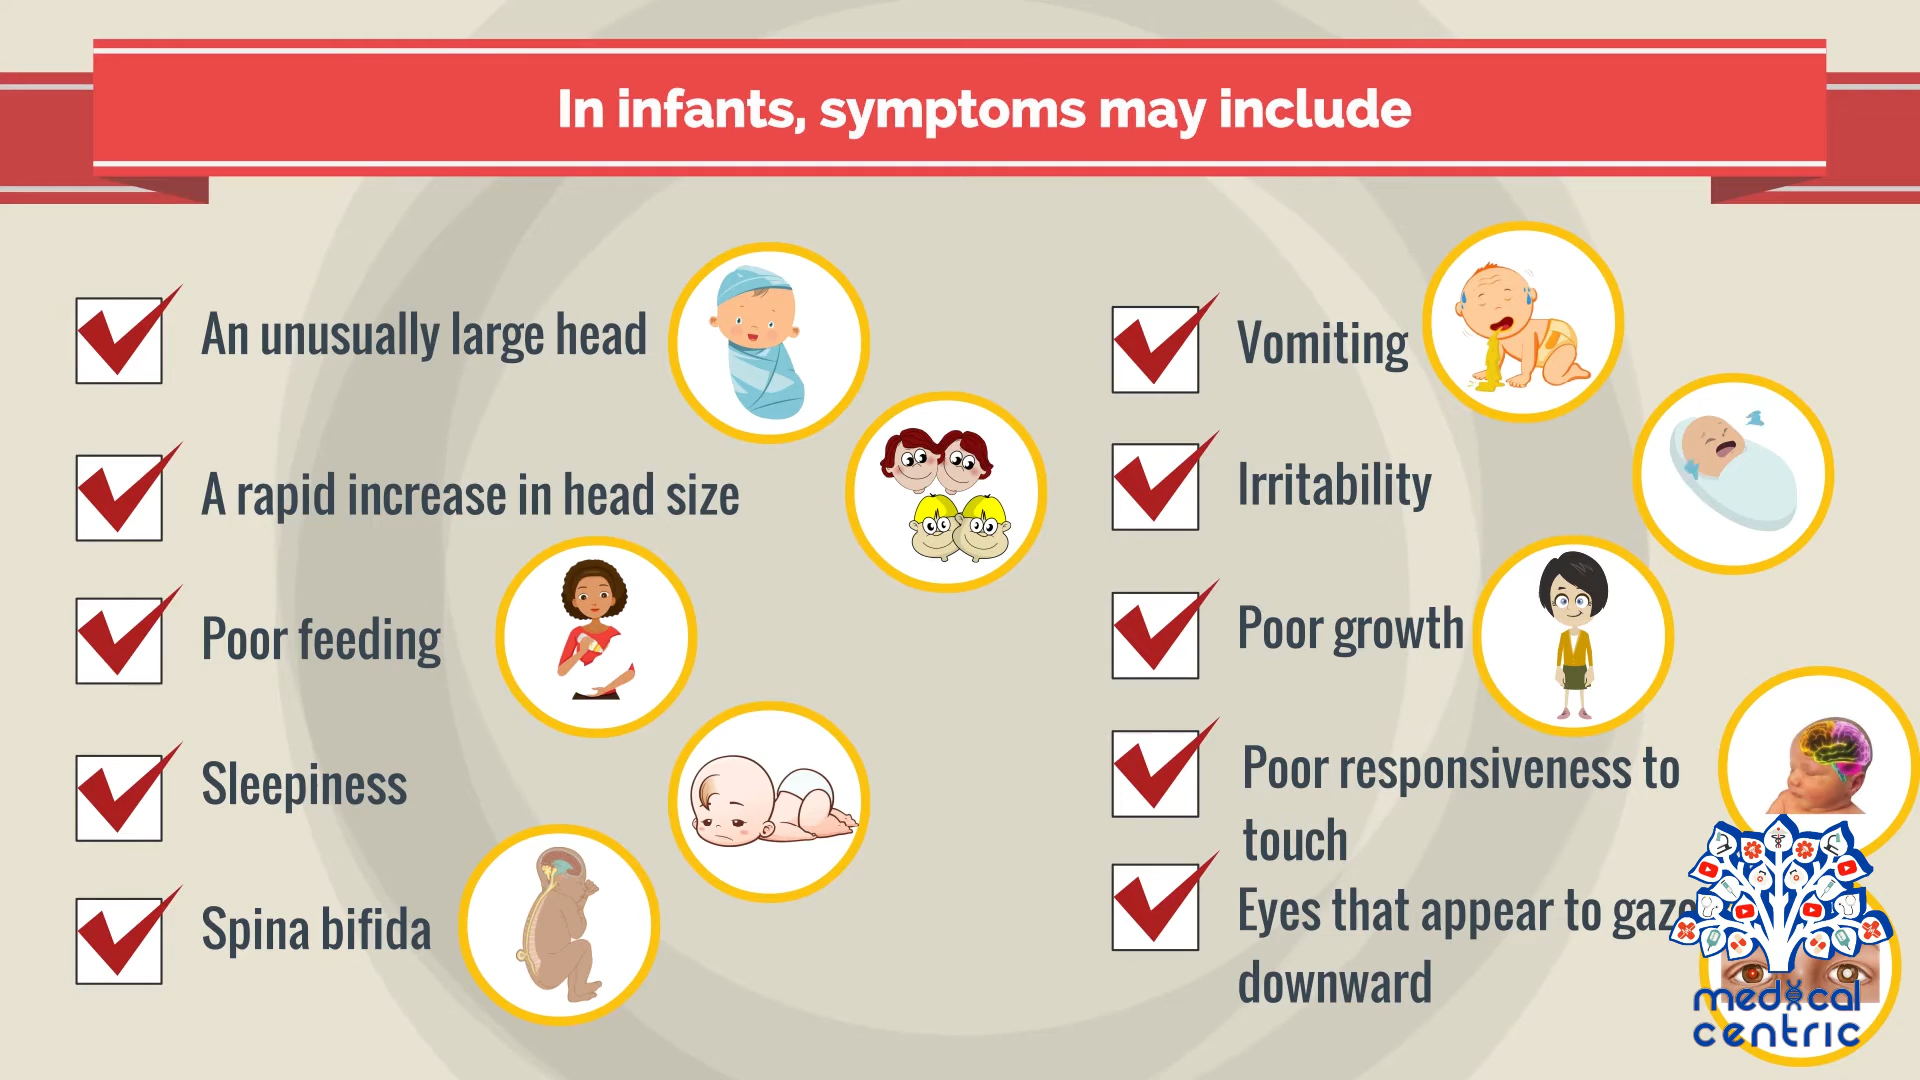 In infants, symptoms may include
An unusually large head
A rapid increase in head size
Poor feeding
Sleepiness
Spina bifida
Vomiting
Irritability
Poor growth
Poor responsiveness to
touch
Eyes that appear to gaze
downward
medical
centric